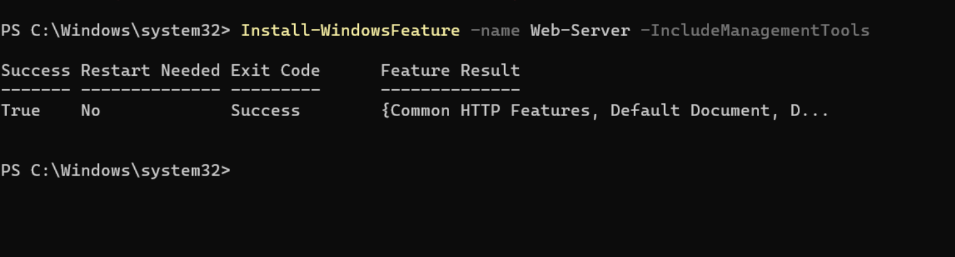 PS C:\Windows\system32> Install-WindowsFeature -name Web-Server -IncludeManagementTools
Success Restart Needed Exit Code      Feature Result
------- -------------- ---------      --------------
True    No             Success        {Common HTTP Features, Default Document, D...
PS C:\Windows\system32>